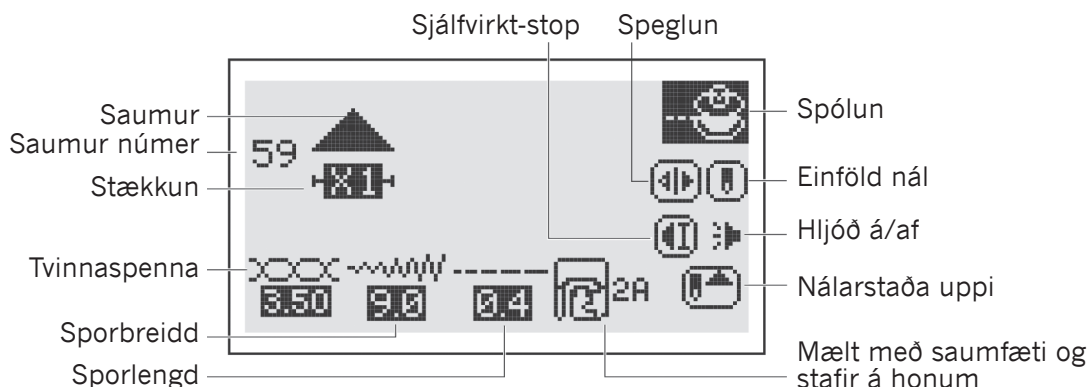 Sjálfvirkt-stop
Speglun
Saumur
Saumur númer
Stækkun
Tvinnaspenna
Sporbreidd
Sporlengd
59
X1
3.50
9.0
0.4
2A
Spólun
Einföld nál
Hljóð á/af
Nálarstaða uppi
Mælt með saumfæti og
stafir á honum